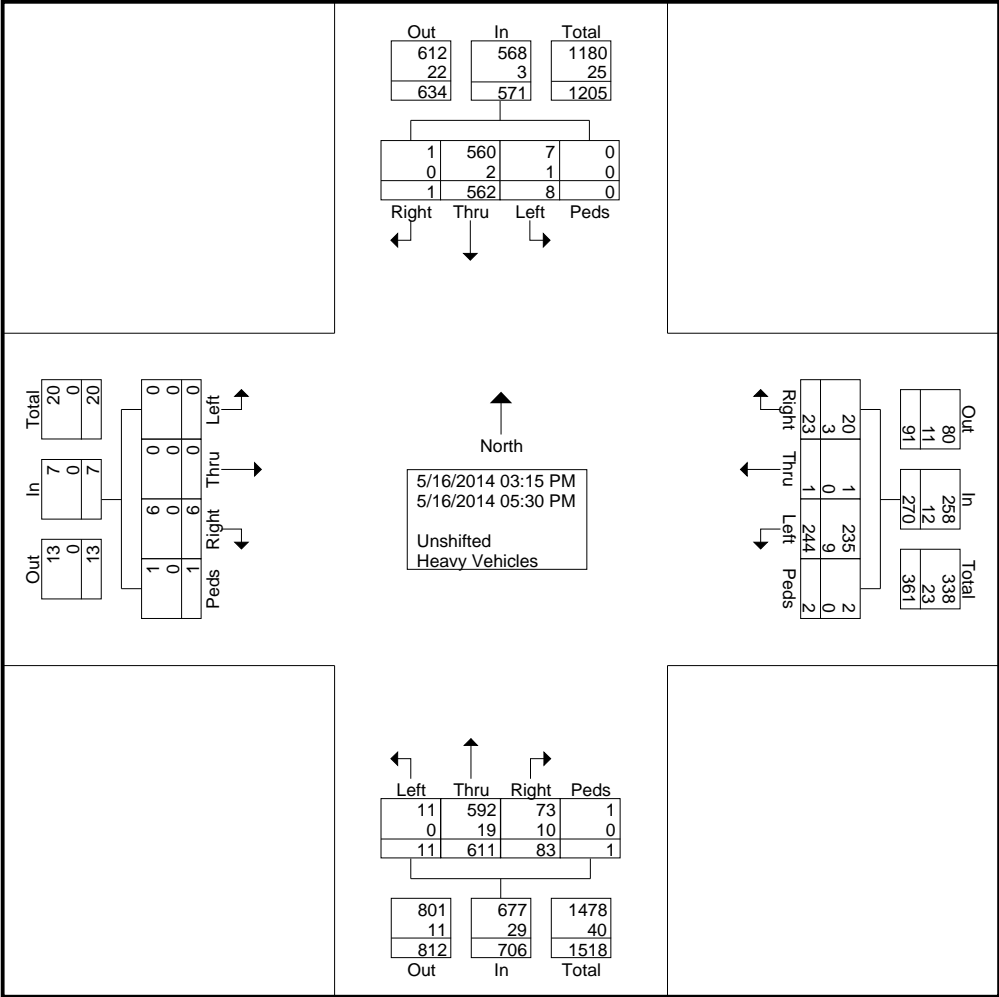 Out In Total
612 568 1180
22 3 25
634 571 1205
1 560 7 0
0 2 1 0
1 562 8 0
Right Thru Left Peds
Total
20 0 20
In
7 0 7
Out
13 0 13
0 0 0
Left
0 0 0
Thru
6 0 6
Right
1 0 1
Peds
North
5/16/2014 03:15 PM
5/16/2014 05:30 PM
Unshifted
Heavy Vehicles
Right
23 3 20
Thru
1 0 1
Left
244 9 235
Peds
2 0 2
Out
80
11
91
In
258
12
270
Total
338
23
361
Left Thru Right Peds
11 592 73 1
0 19 10 0
11 611 83 1
801 677 1478
11 29 40
812 706 1518
Out In Total